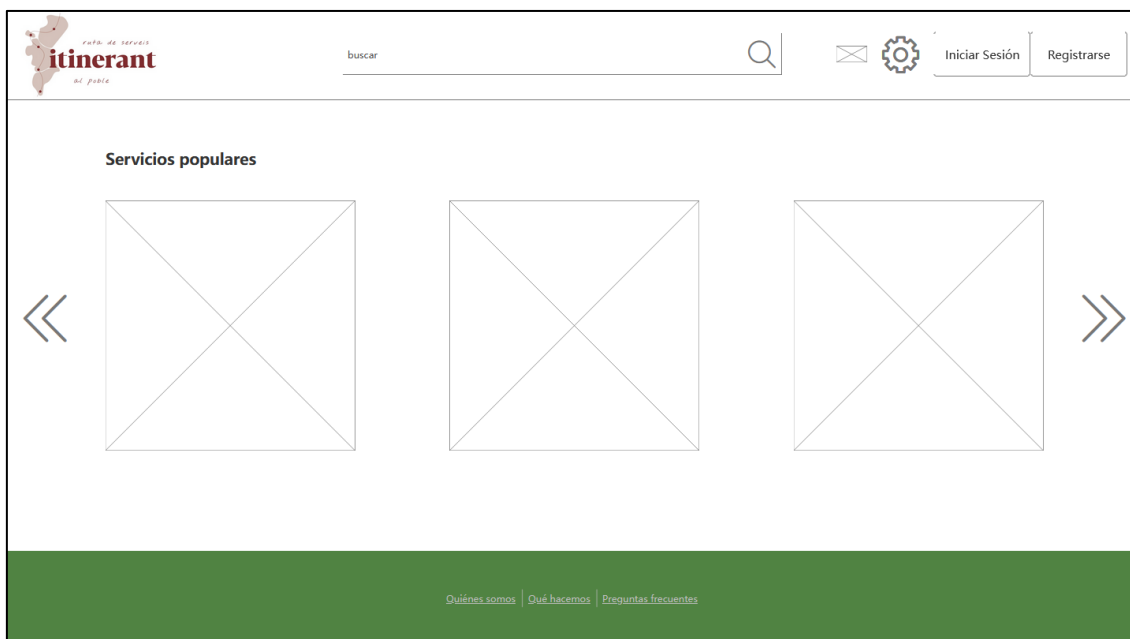 ruta de serveis
itinerant
al poble
buscar
Iniciar Sesión
Registrarse
Servicios populares
Quiénes somos
Qué hacemos
Preguntas frecuentes